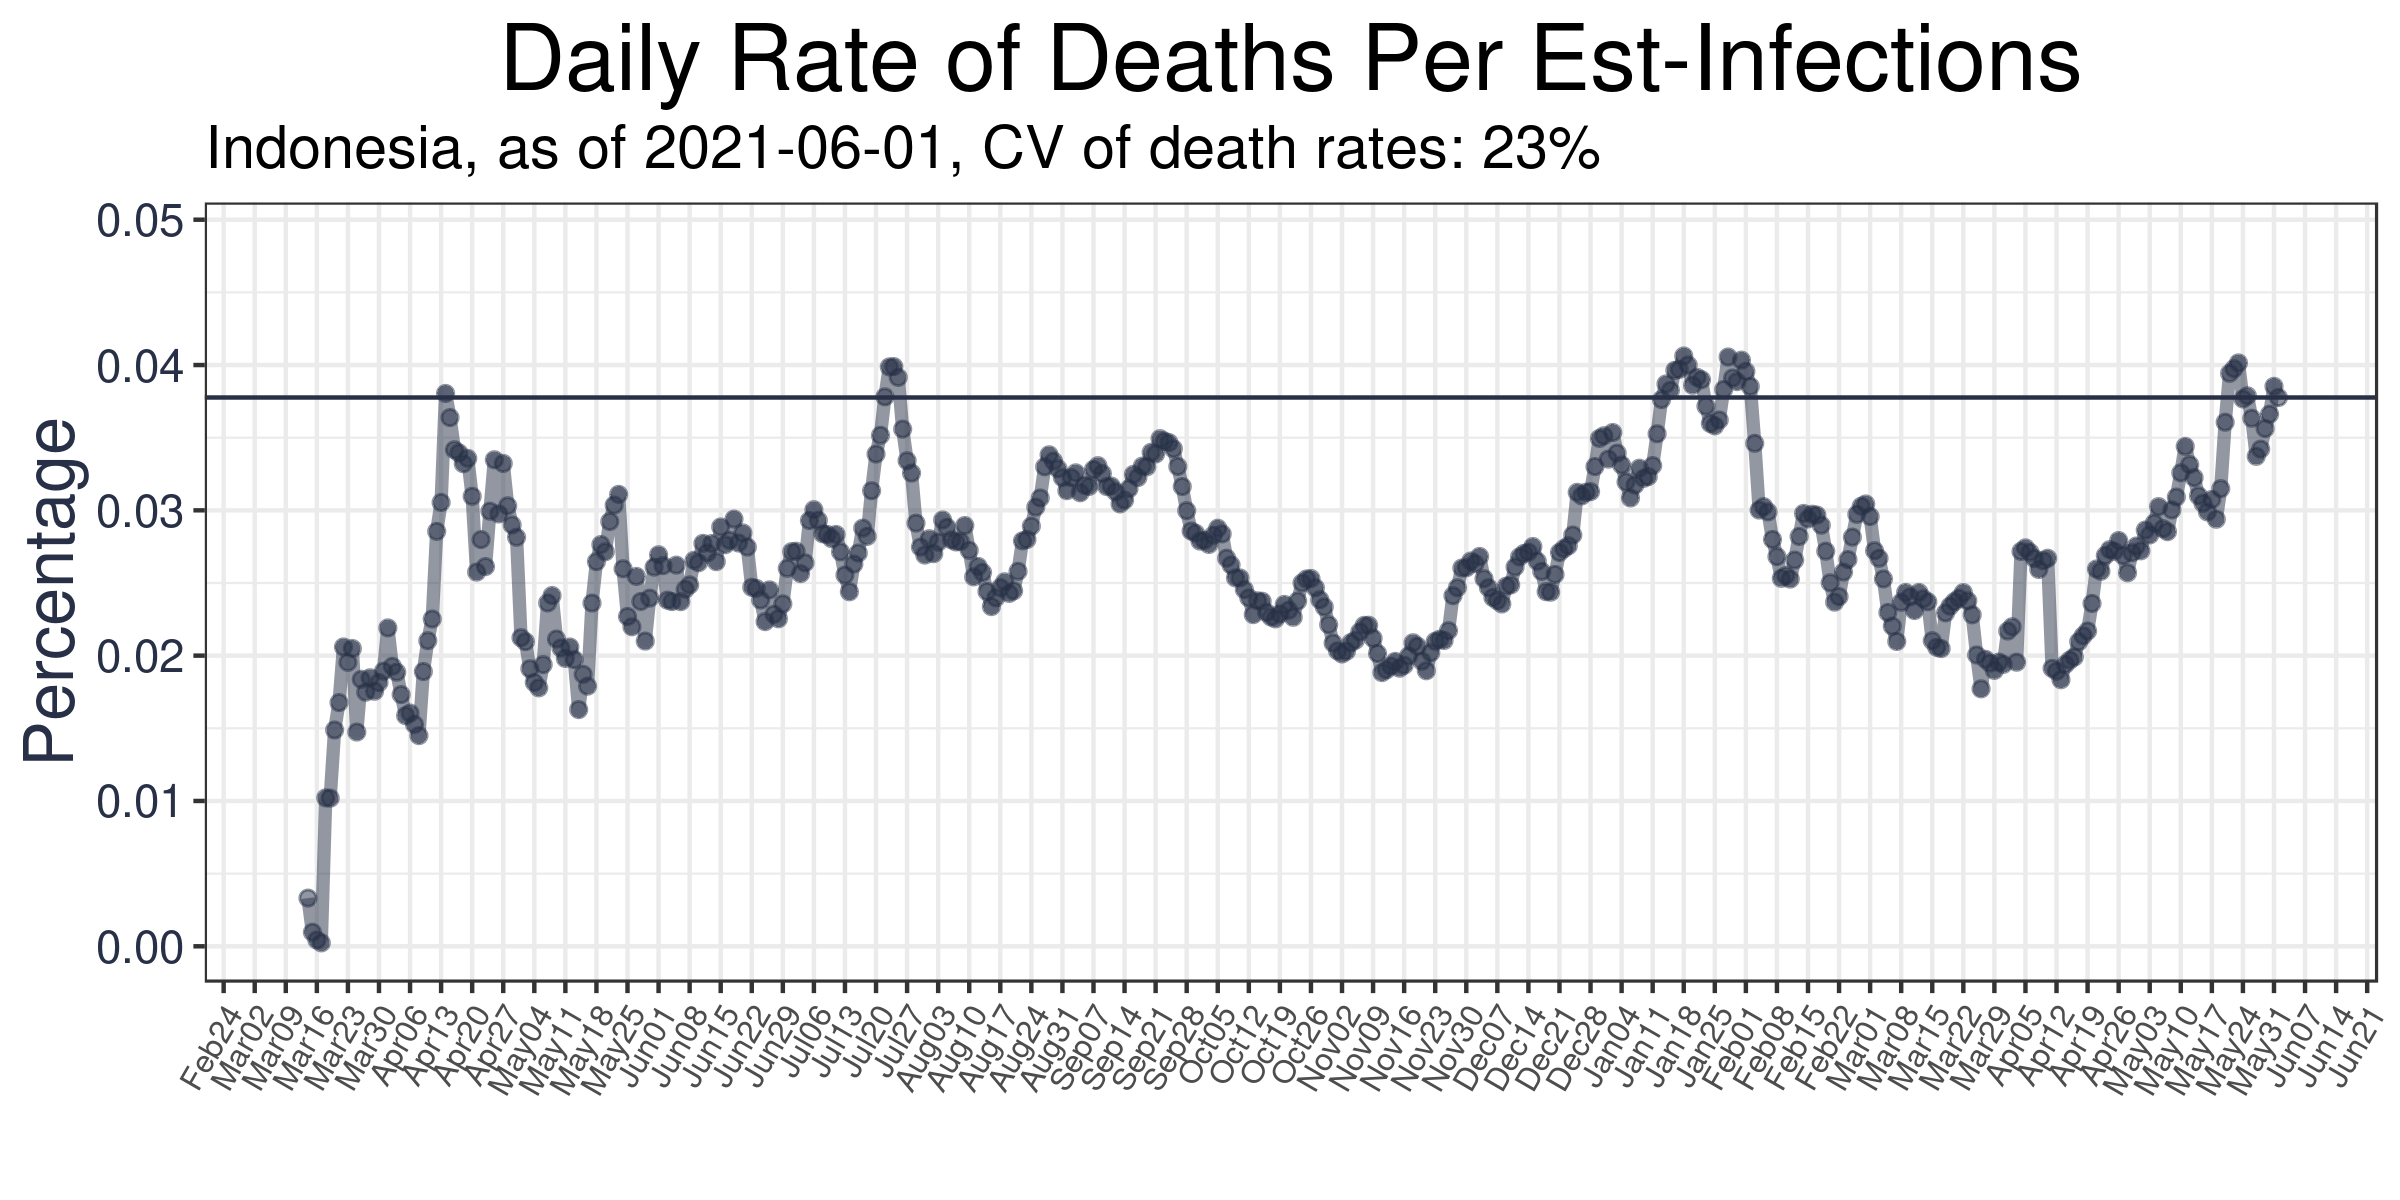 Daily Rate of Deaths Per Est-Infections
Indonesia, as of 2021-06-01, CV of death rates: 23%
Percentage
0.05
0.04
0.03
0.02
0.01
0.00
Feb24
Mar02
Mar09
Mar16
Mar23
Mar30
Apr06
Apr13
Apr20
Apr27
May04
May11
May18
May25
Jun01
Jun08
Jun15
Jun22
Jun29
Jul06
Jul13
Jul20
Jul27
Aug03
Aug10
Aug17
Aug24
Aug31
Sep07
Sep14
Sep21
Sep28
Oct05
Oct12
Oct19
Oct26
Nov02
Nov09
Nov16
Nov23
Nov30
Dec07
Dec14
Dec21
Dec28
Jan04
Jan11
Jan18
Jan25
Feb01
Feb08
Feb15
Feb22
Mar01
Mar08
Mar15
Mar22
Mar29
Apr05
Apr12
Apr19
Apr26
May03
May10
May17
May24
May31
Jun07
Jun14
Jun21